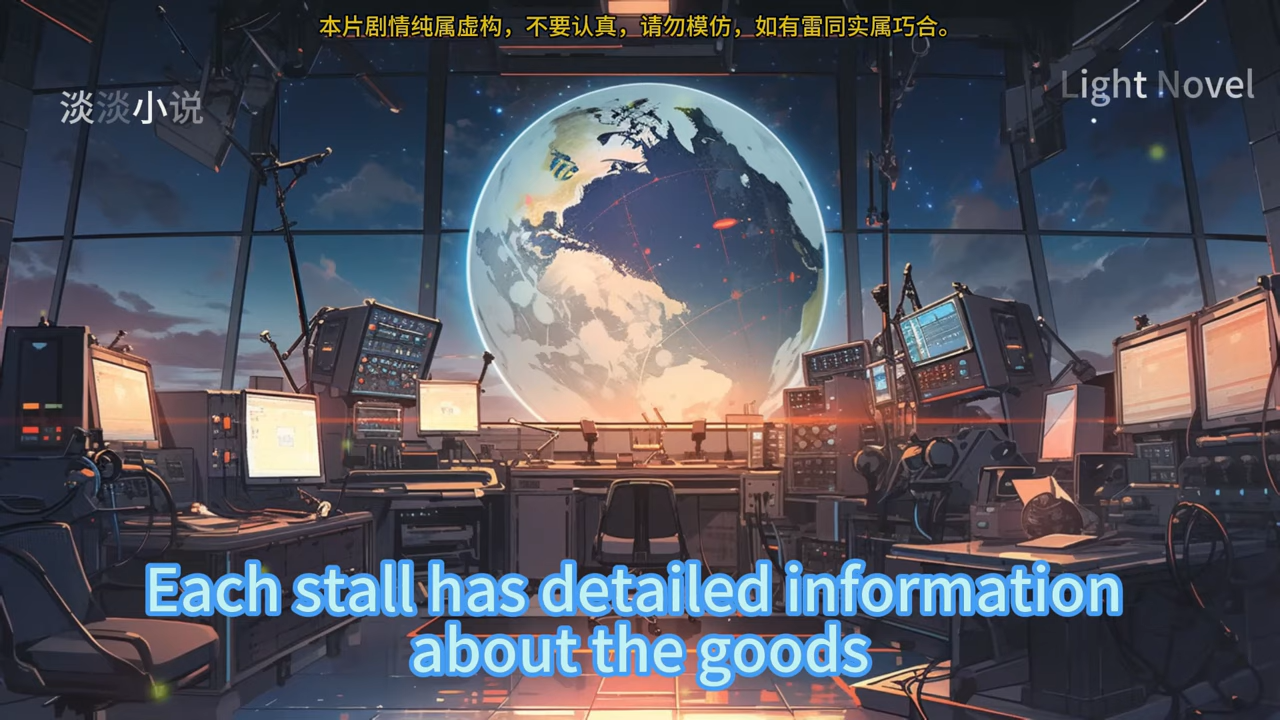 本片剧情纯属虚构，不要认真，请勿模仿，如有雷同实属巧合。
淡淡小说
Light Novel
Each stall has detailed information
about the goods